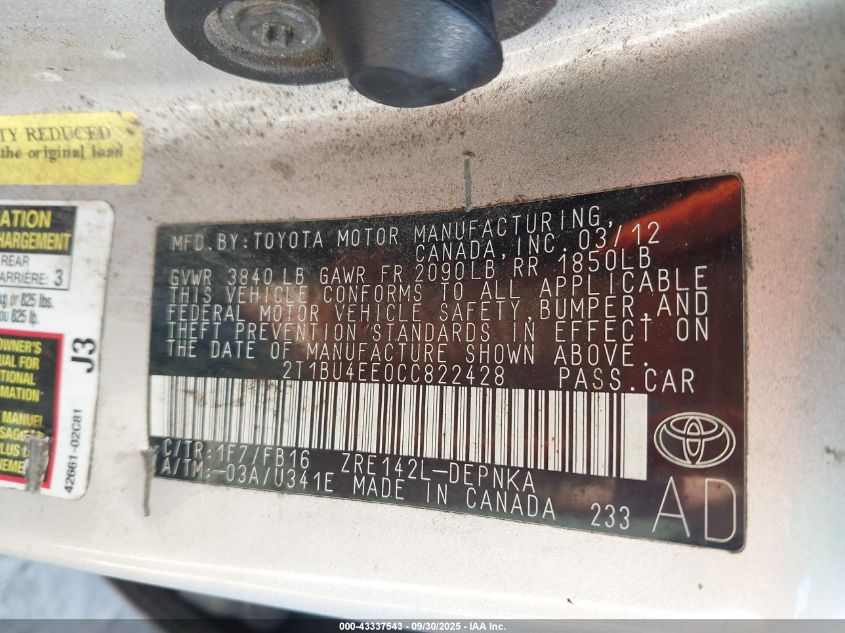 TY REDUCED
the original load
ATION
HARGEMENT
REAR
ARRIERE: 3
kg or 825 lbs.
ou 825 lb.
OWNER'S
UAL FOR
ITIONAL
RMATION
MANUEL
J3
42661-02C81
MFD. BY: TOYOTA MOTOR MANUFACTURING,
CANADA, INC. 03/12
GVWR 3840 LB GAWR FR 2090LB RR 1850LB
THIS VEHICLE CONFORMS TO ALL APPLICABLE
FEDERAL MOTOR VEHICLE SAFETY, BUMPER, AND
THEFT PREVENTION STANDARDS IN EFFECT ON
THE DATE OF MANUFACTURE SHOWN ABOVE.
2T1BU4EE0CC822428 PASS. CAR
C/TR: 1F7/FB16 ZRE142L-DEPNKA
A/TM: -03A/U341E MADE IN CANADA 233
AD
000-43337543 - 09/30/2025 - IAA Inc.